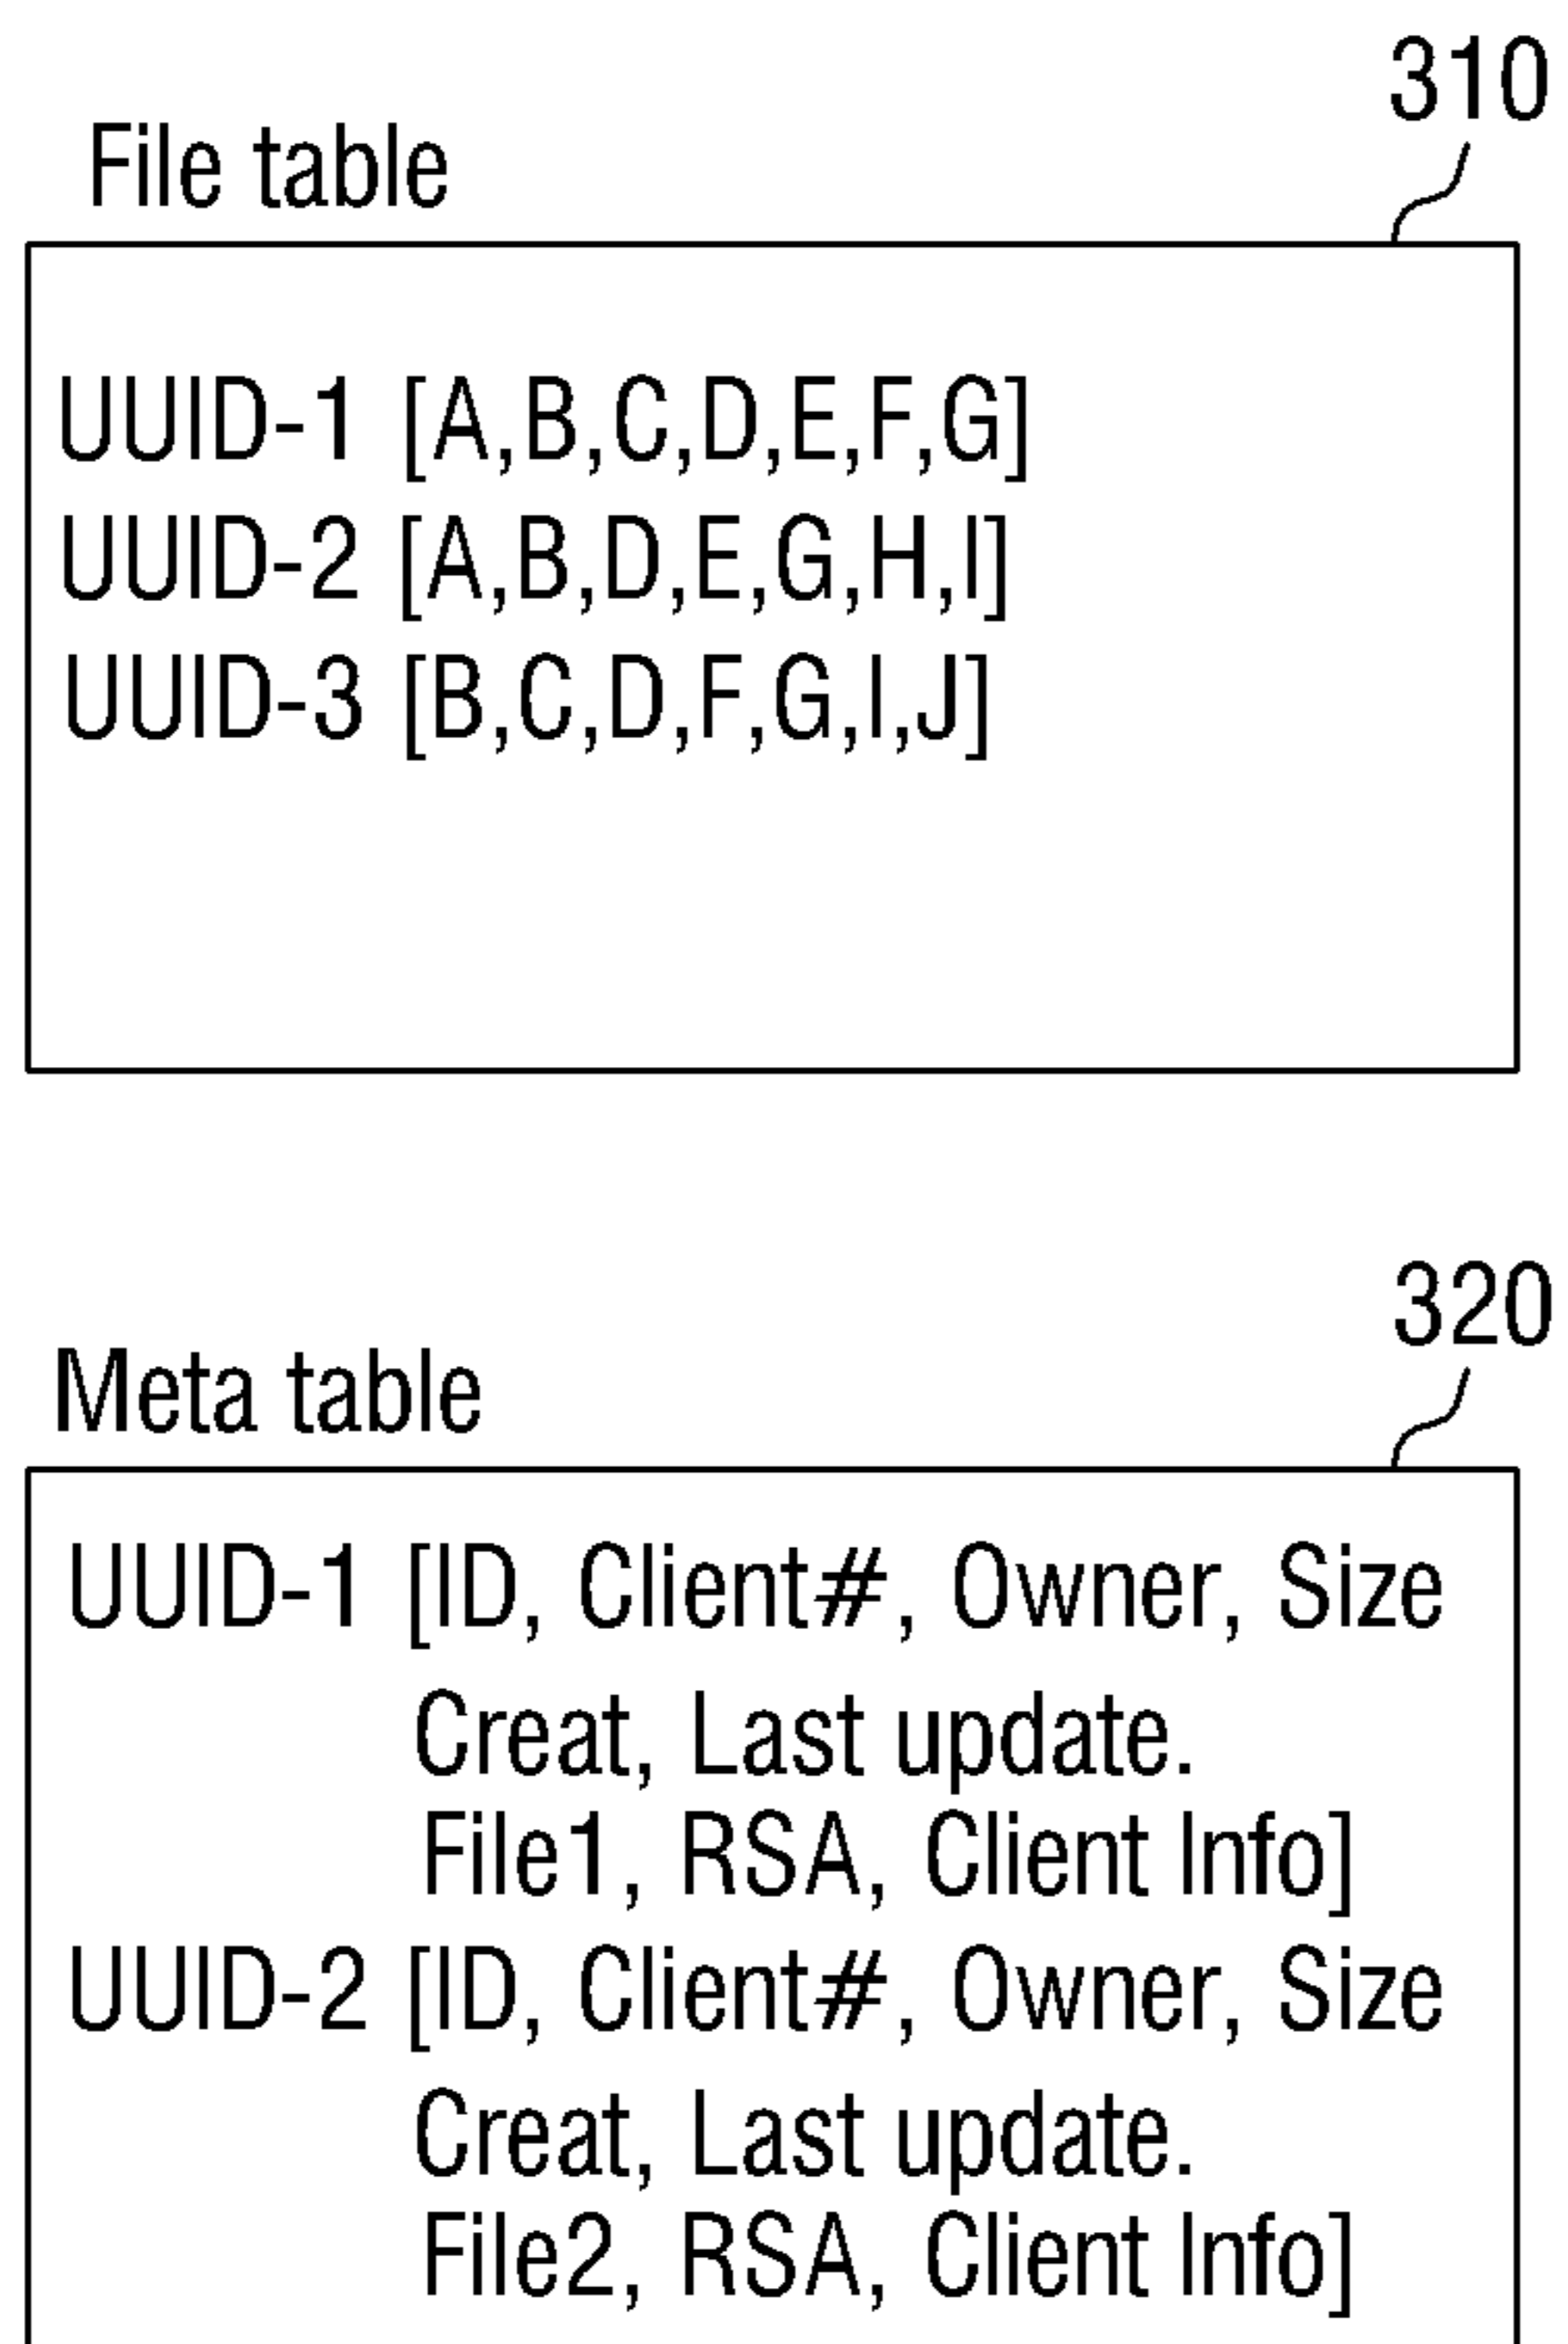 310
File table
UUID-1 [A,B,C,D,E,F,G]
UUID-2 [A,B,D,E,G,H,I]
UUID-3 [B,C,D,F,G,I,J]
320
Meta table
UUID-1 [ID, Client#, Owner, Size
Creat, Last update.
File1, RSA, Client Info]
UUID-2 [ID, Client#, Owner, Size
Creat, Last update.
File2, RSA, Client Info]